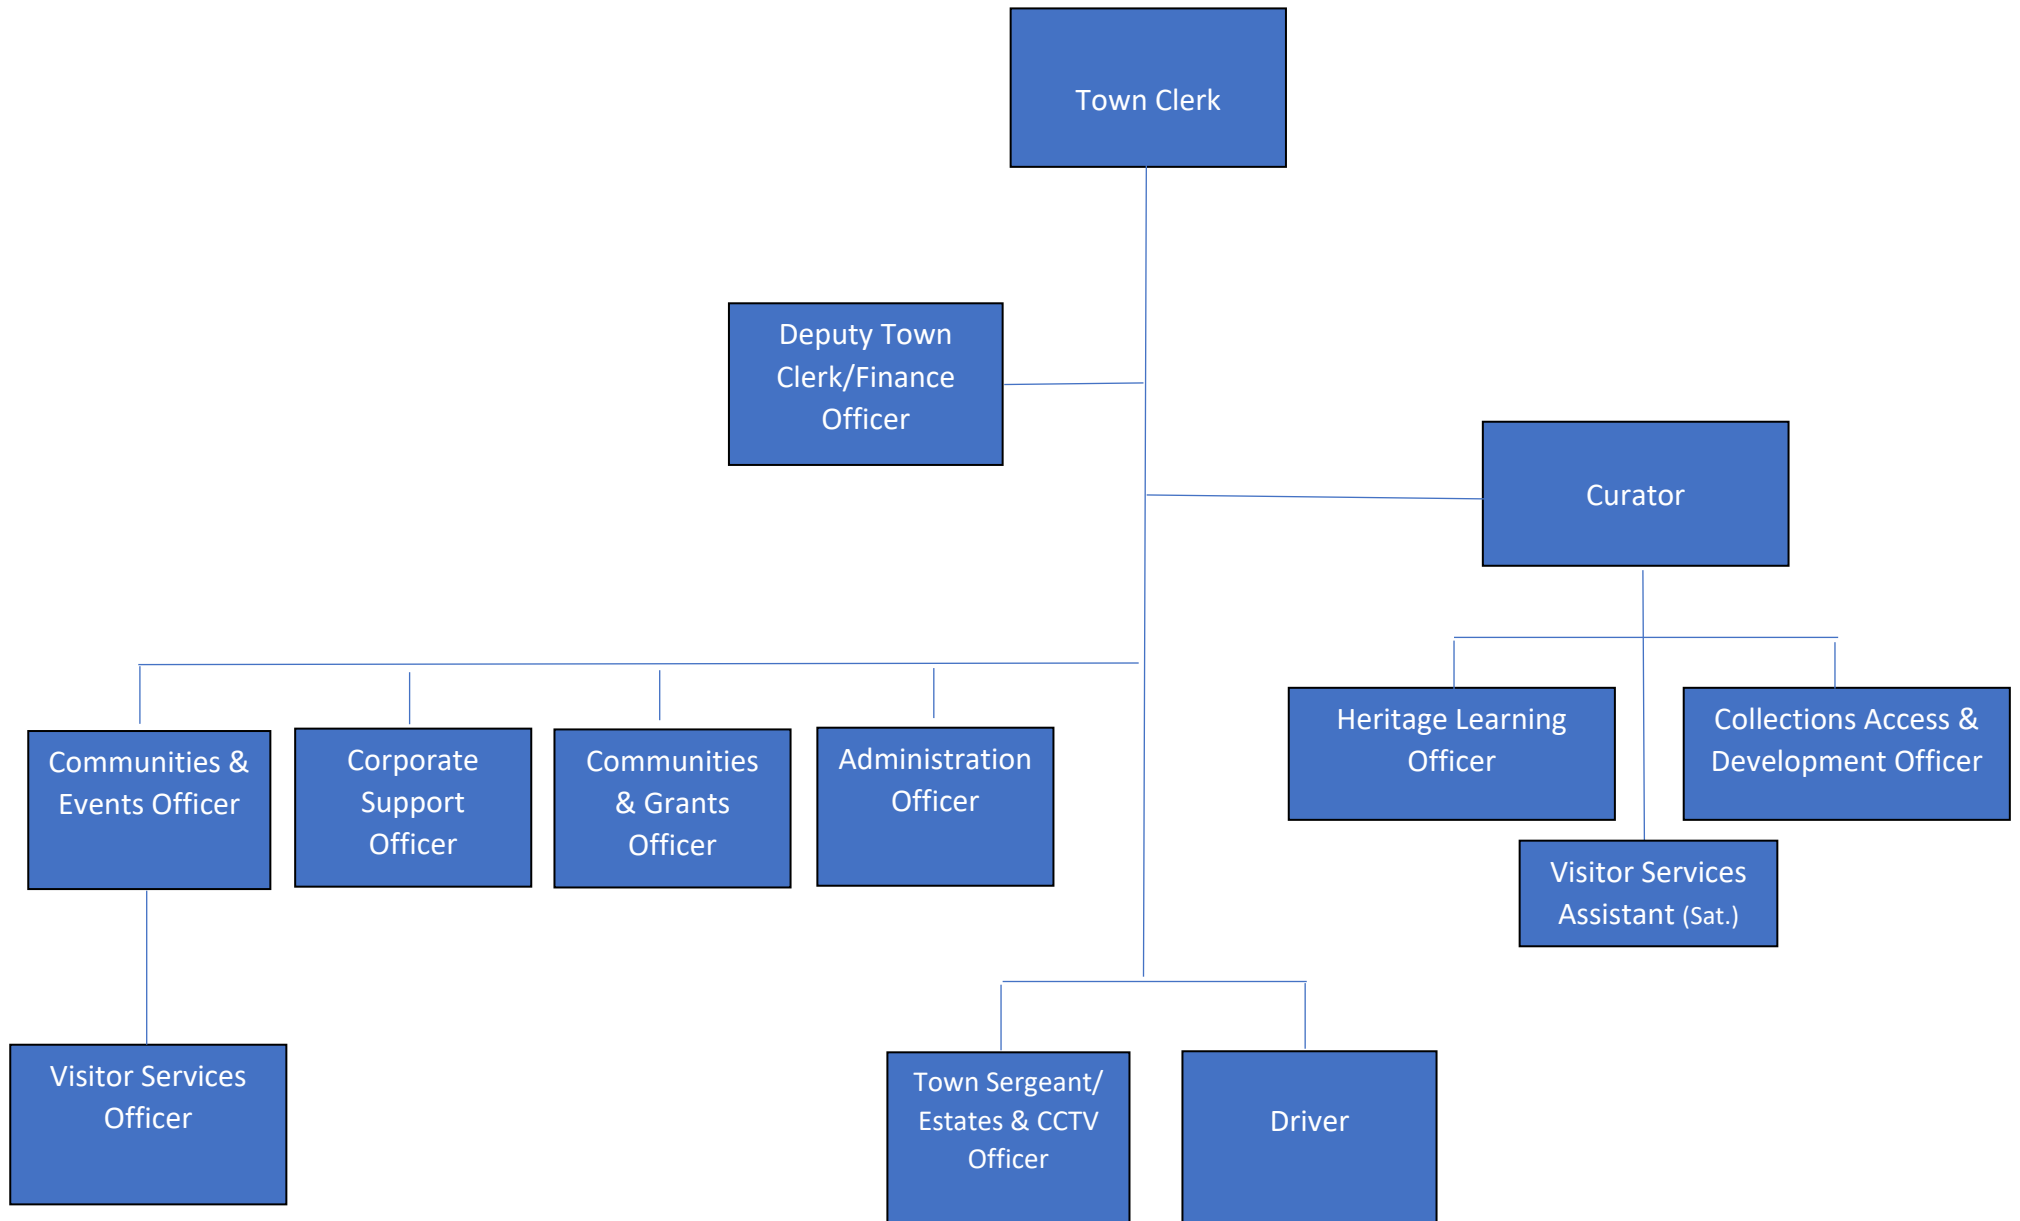 Town Clerk
Deputy Town
Clerk/Finance
Officer
Curator
Communities &
Events Officer
Corporate
Support
Officer
Communities
& Grants
Officer
Administration
Officer
Heritage Learning
Officer
Collections Access &
Development Officer
Visitor Services
Assistant (Sat.)
Visitor Services
Officer
Town Sergeant/
Estates & CCTV
Officer
Driver